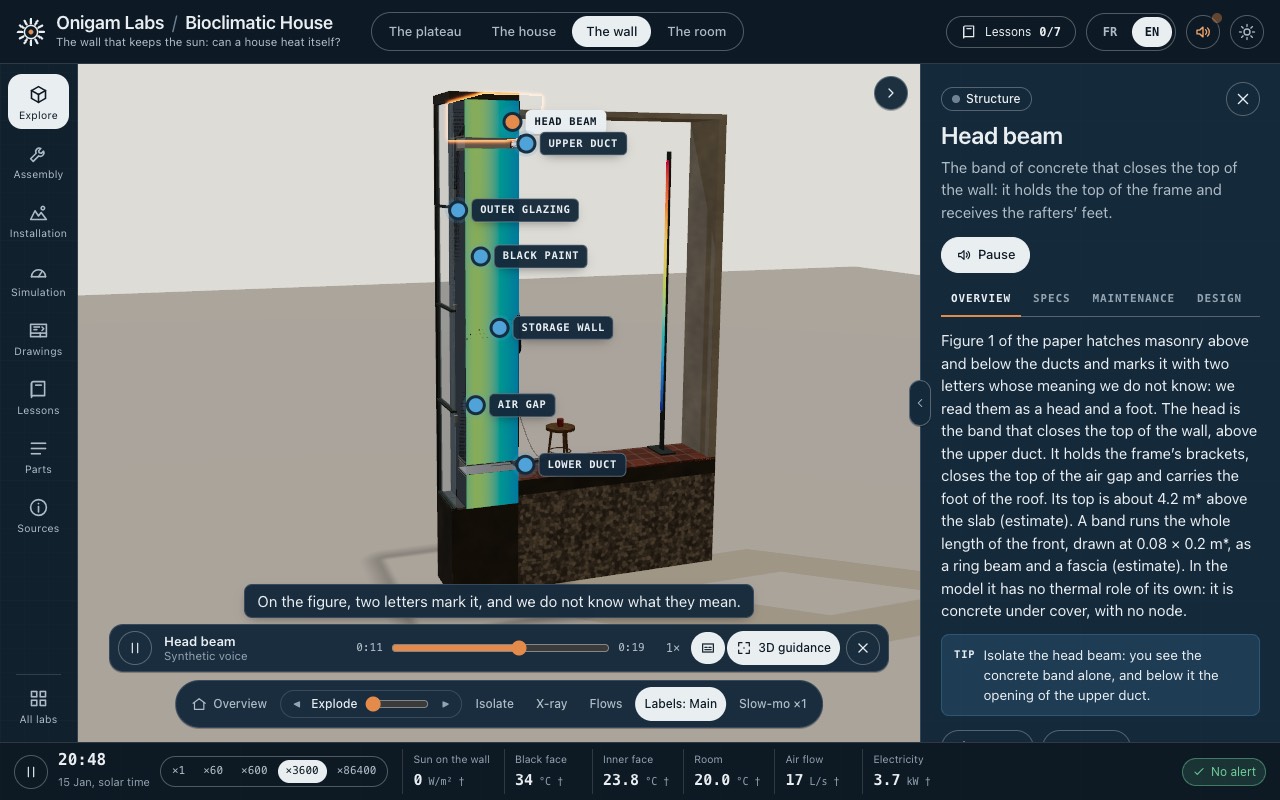 Onigam Labs / Bioclimatic House
The wall that keeps the sun: can a house heat itself?
The plateau
The house
The wall
The room
Lessons 0/7
FR
EN
Explore
Assembly
Installation
Simulation
Drawings
Lessons
Parts
Sources
All labs
HEAD BEAM
UPPER DUCT
OUTER GLAZING
BLACK PAINT
STORAGE WALL
AIR GAP
LOWER DUCT
On the figure, two letters mark it, and we do not know what they mean.
Head beam
Synthetic voice
0:11
0:19
1×
3D guidance
Overview
Explode
Isolate
X-ray
Flows
Labels: Main
Slow-mo ×1
Structure
Head beam
The band of concrete that closes the top of
the wall: it holds the top of the frame and
receives the rafters’ feet.
Pause
OVERVIEW
SPECS
MAINTENANCE
DESIGN
Figure 1 of the paper hatches masonry above
and below the ducts and marks it with two
letters whose meaning we do not know: we
read them as a head and a foot. The head is
the band that closes the top of the wall, above
the upper duct. It holds the frame’s brackets,
closes the top of the air gap and carries the
foot of the roof. Its top is about 4.2 m* above
the slab (estimate). A band runs the whole
length of the front, drawn at 0.08 × 0.2 m*, as
a ring beam and a fascia (estimate). In the
model it has no thermal role of its own: it is
concrete under cover, with no node.
TIP Isolate the head beam: you see the
concrete band alone, and below it the
opening of the upper duct.
20:48
15 Jan, solar time
×1
×60
×600
×3600
×86400
Sun on the wall
0 W/m² †
Black face
34 °C †
Inner face
23.8 °C †
Room
20.0 °C †
Air flow
17 L/s †
Electricity
3.7 kW †
No alert